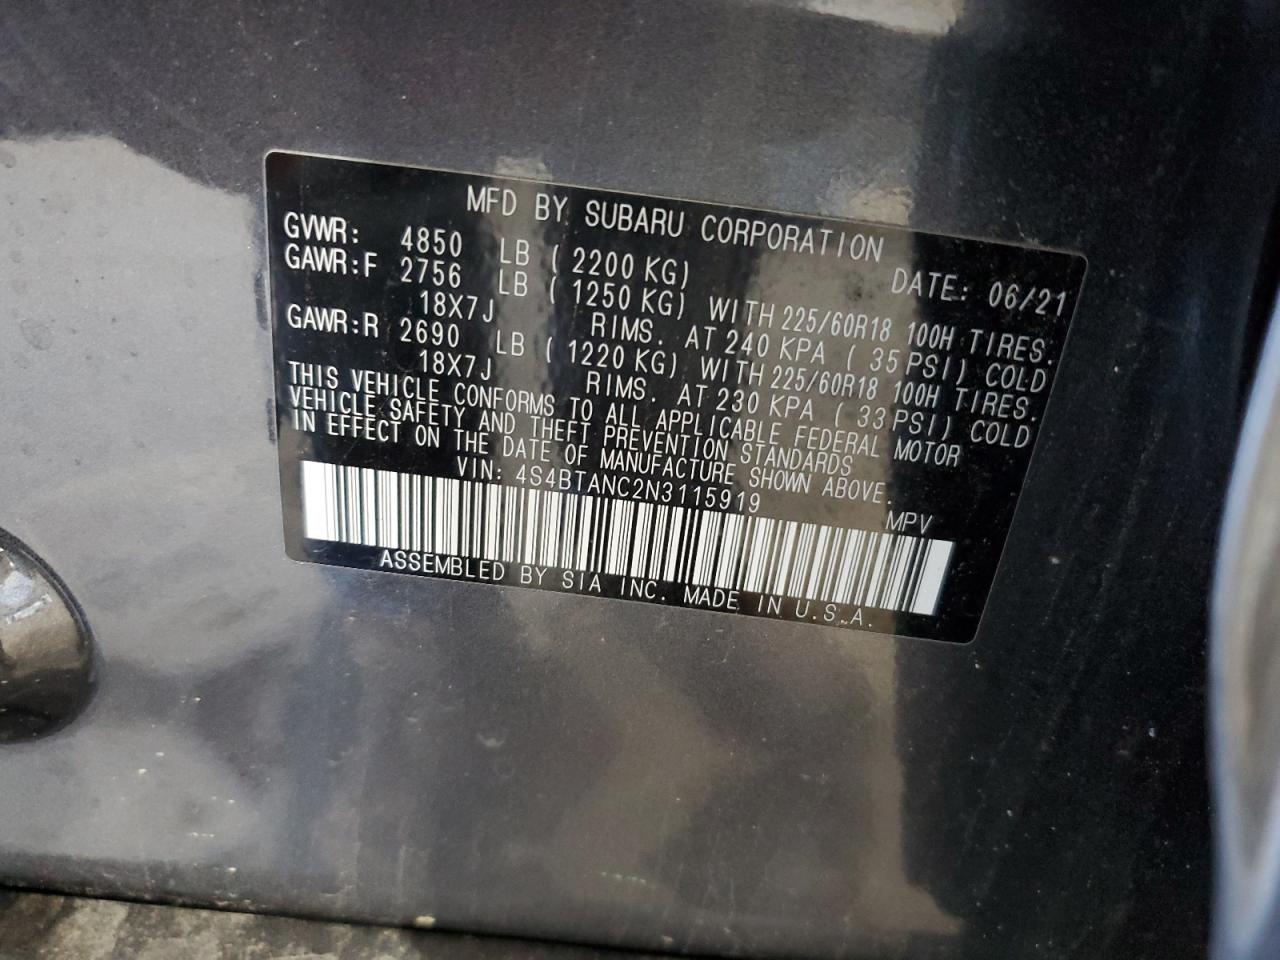 MFD BY SUBARU CORPORATION
GVWR: 4850 LB ( 2200 KG) DATE: 06/21
GAWR:F 2756 LB ( 1250 KG) WITH 225/60R18 100H TIRES.
18X7J RIMS. AT 240 KPA ( 35 PSI) COLD
GAWR:R 2690 LB ( 1220 KG) WITH 225/60R18 100H TIRES.
18X7J RIMS. AT 230 KPA ( 33 PSI) COLD
THIS VEHICLE CONFORMS TO ALL APPLICABLE FEDERAL MOTOR
VEHICLE SAFETY AND THEFT PREVENTION STANDARDS
IN EFFECT ON THE DATE OF MANUFACTURE SHOWN ABOVE.
VIN: 4S4BTANC2N3115919 MPV
ASSEMBLED BY SIA INC. MADE IN U.S.A.